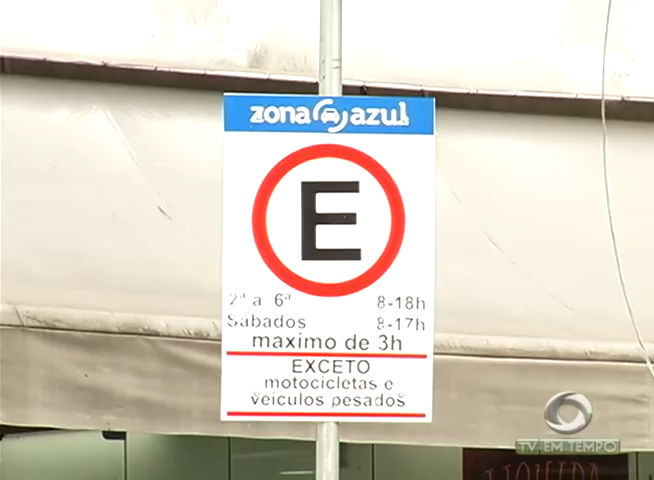 zona azul
E
2ª a 6ª 8-18h
Sábados 8-17h
maximo de 3h
EXCETO
motocicletas e
veiculos pesados
TV EM TEMPO
LIQUIDA